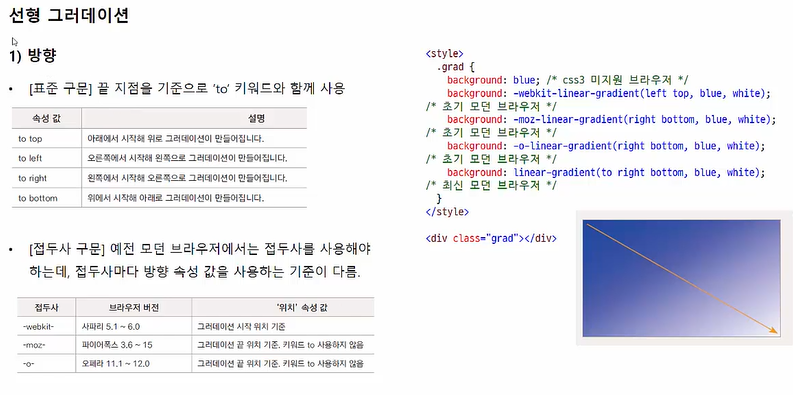 선형 그러데이션
1) 방향
• [표준 구문] 끝 지점을 기준으로 ‘to’ 키워드와 함께 사용
속성 값 설명
to top 아래에서 시작해 위로 그러데이션이 만들어집니다.
to left 오른쪽에서 시작해 왼쪽으로 그러데이션이 만들어집니다.
to right 왼쪽에서 시작해 오른쪽으로 그러데이션이 만들어집니다.
to bottom 위에서 시작해 아래로 그러데이션이 만들어집니다.
• [접두사 구문] 예전 모던 브라우저에서는 접두사를 사용해야
하는데, 접두사마다 방향 속성 값을 사용하는 기준이 다름.
접두사 브라우저 버전 ‘위치’ 속성 값
-webkit- 사파리 5.1 ~ 6.0 그러데이션 시작 위치 기준
-moz- 파이어폭스 3.6 ~ 15 그러데이션 끝 위치 기준. 키워드 to 사용하지 않음
-o- 오페라 11.1 ~ 12.0 그러데이션 끝 위치 기준. 키워드 to 사용하지 않음
<style>
.grad {
background: blue; /* css3 미지원 브라우저 */
background: -webkit-linear-gradient(left top, blue, white);
/* 초기 모던 브라우저 */
background: -moz-linear-gradient(right bottom, blue, white);
/* 초기 모던 브라우저 */
background: -o-linear-gradient(right bottom, blue, white);
/* 초기 모던 브라우저 */
background: linear-gradient(to right bottom, blue, white);
/* 최신 모던 브라우저 */
}
</style>
<div class="grad"></div>